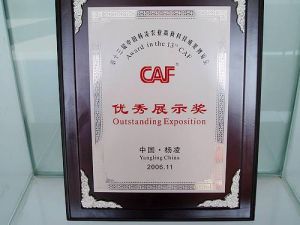 Award in the 13th CAF
CAF
优秀展示奖
Outstanding Exposition
中国·杨凌
Yangling China
2006.11